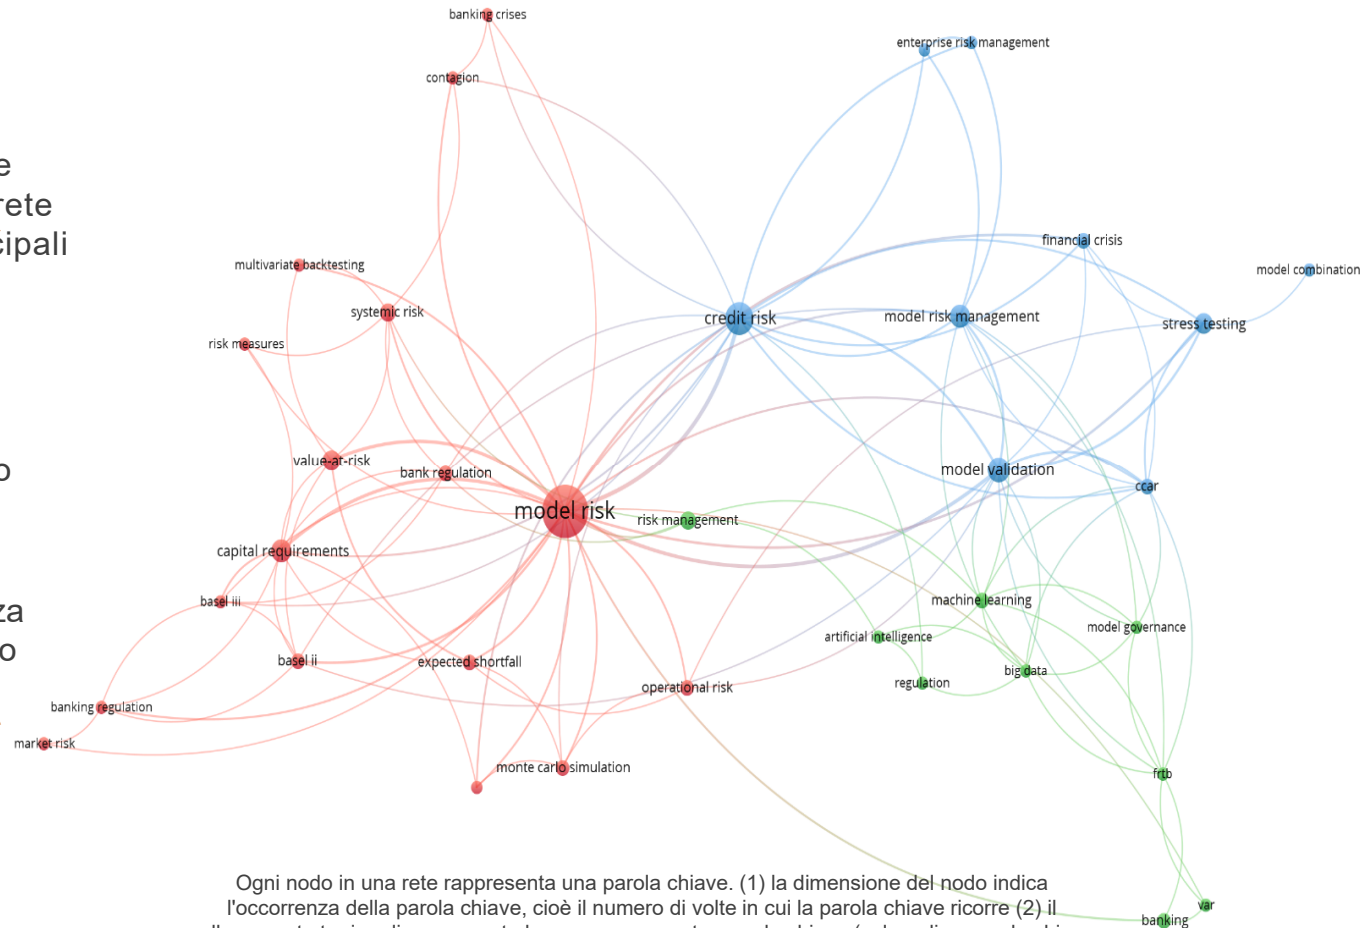 banking crises
enterprise risk management
contagion
e
rete
cipali
financial crisis
multivariate backtesting
model combination
systemic risk
credit risk
model risk management
stress testing
risk measures
value-at-risk
bank regulation
model validation
o
ccar
model risk
risk management
capital requirements
basel iii
machine learning
za
model governance
artificial intelligence
o
basel ii
expected shortfall
big data
regulation
operational risk
banking regulation
market risk
monte carlo simulation
frtb
Ogni nodo in una rete rappresenta una parola chiave. (1) la dimensione del nodo indica
l'occorrenza della parola chiave, cioè il numero di volte in cui la parola chiave ricorre (2) il
var
banking